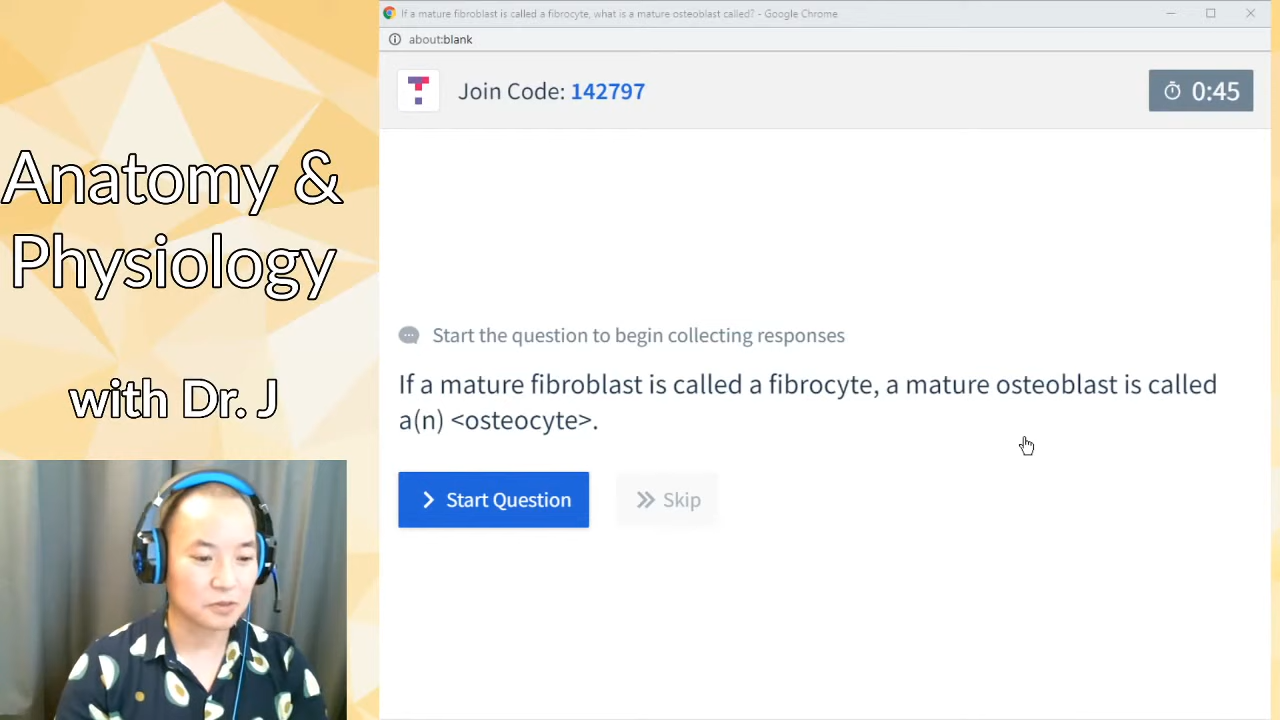 If a mature fibroblast is called a fibrocyte, what is a mature osteoblast called? - Google Chrome
about:blank
Join Code: 142797
0:45
Anatomy &
Physiology
with Dr. J
Start the question to begin collecting responses
If a mature fibroblast is called a fibrocyte, a mature osteoblast is called
a(n) <osteocyte>.
Start Question
Skip